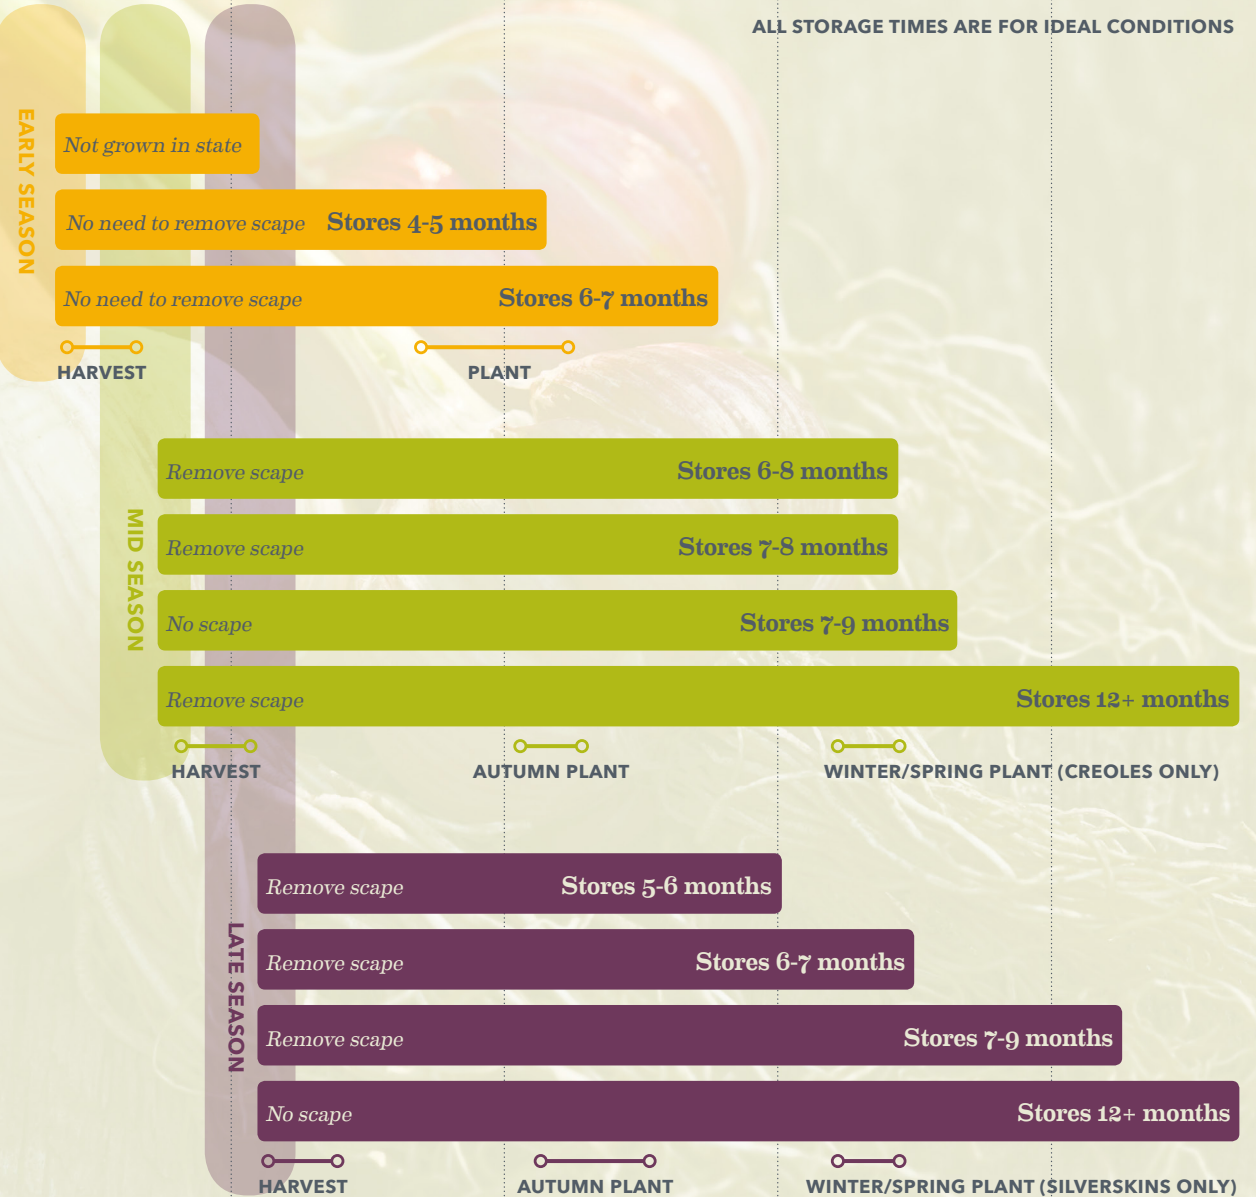 ALL STORAGE TIMES ARE FOR IDEAL CONDITIONS
EARLY SEASON
Not grown in state
No need to remove scape Stores 4-5 months
No need to remove scape Stores 6-7 months
HARVEST PLANT
MID SEASON
Remove scape Stores 6-8 months
Remove scape Stores 7-8 months
No scape Stores 7-9 months
Remove scape Stores 12+ months
HARVEST AUTUMN PLANT WINTER/SPRING PLANT (CREOLES ONLY)
LATE SEASON
Remove scape Stores 5-6 months
Remove scape Stores 6-7 months
Remove scape Stores 7-9 months
No scape Stores 12+ months
HARVEST AUTUMN PLANT WINTER/SPRING PLANT (SILVERSKINS ONLY)